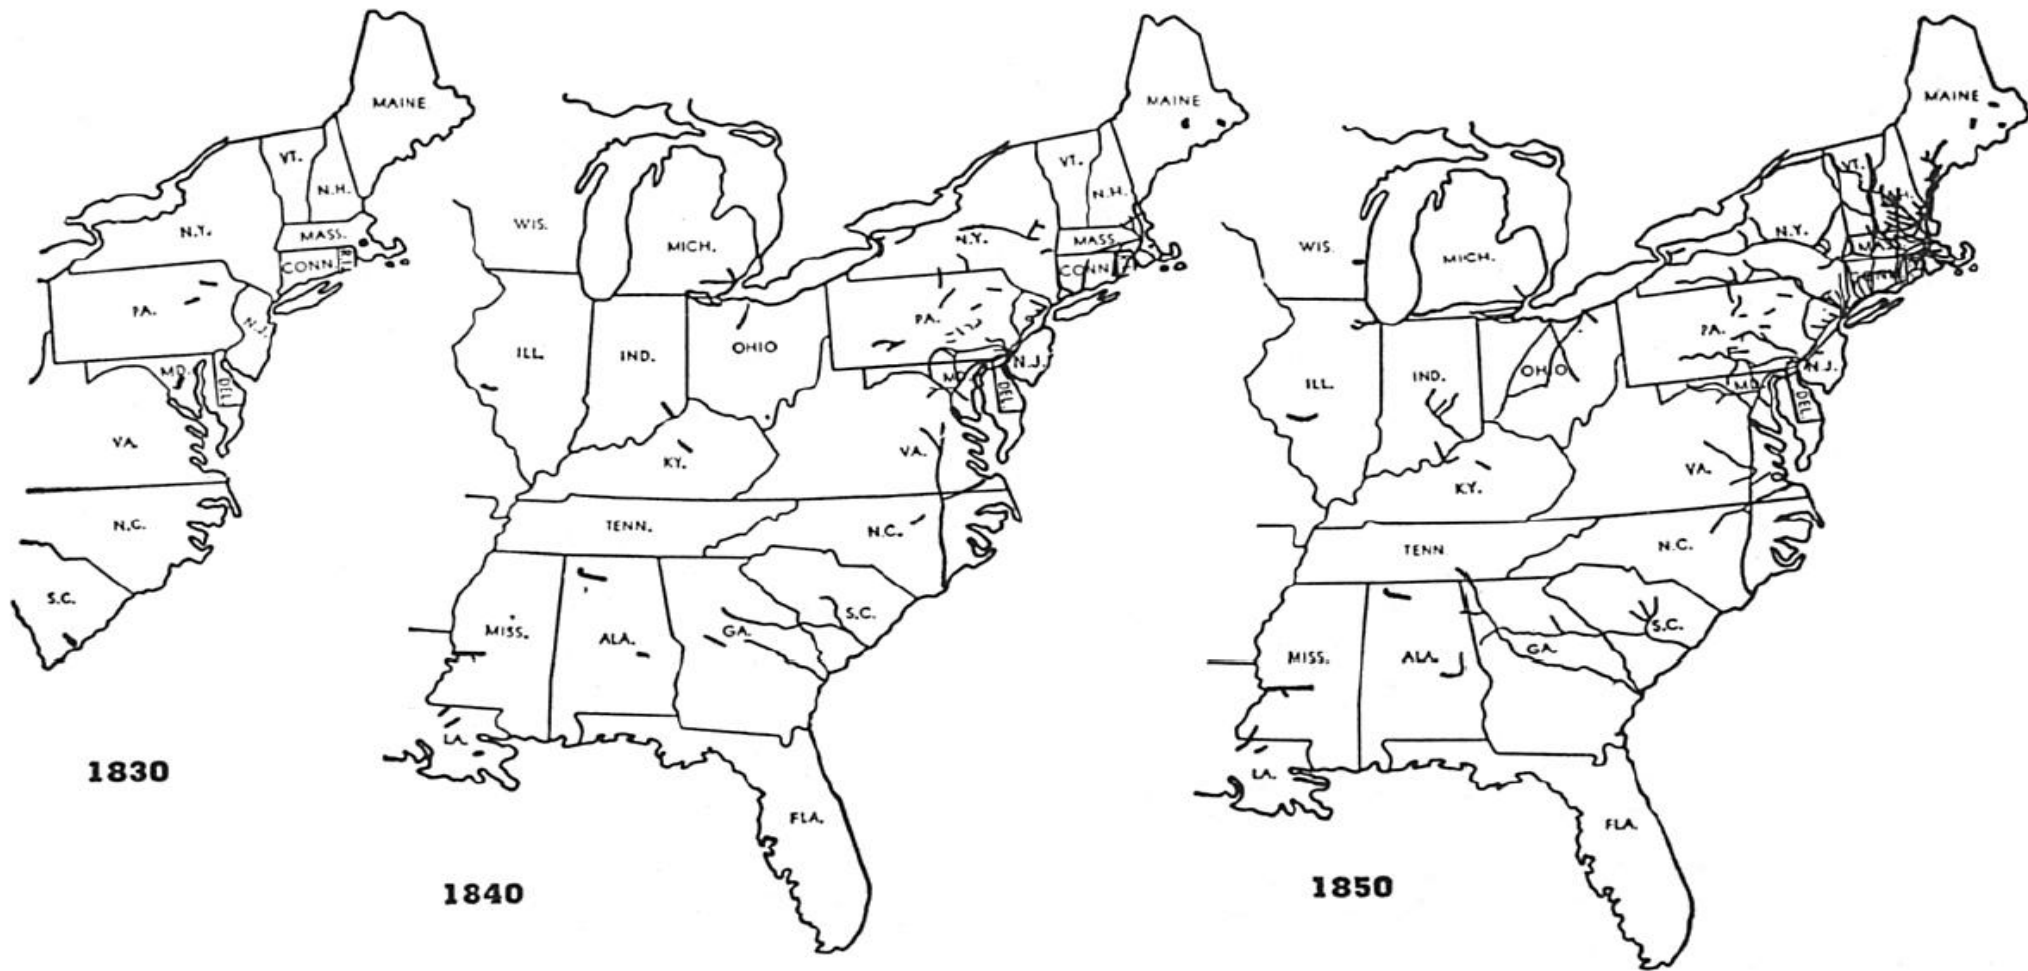 MAINE
VT.
N.H.
N.Y.
MASS.
CONN.
R.I.
PA.
N.J.
MD.
DEL.
VA.
N.C.
S.C.
1830
MAINE
VT.
N.H.
WIS.
MICH.
N.Y.
MASS.
CONN.
PA.
ILL.
IND.
OHIO
N.J.
MD.
DEL.
VA.
KY.
TENN.
N.C.
S.C.
MISS.
ALA.
GA.
LA.
FLA.
1840
MAINE
VT.
N.H.
WIS.
MICH.
N.Y.
MASS.
CONN.
PA.
ILL.
IND.
OHIO
N.J.
MD.
DEL.
VA.
KY.
TENN
N.C.
S.C.
MISS.
ALA.
GA.
LA.
FLA.
1850